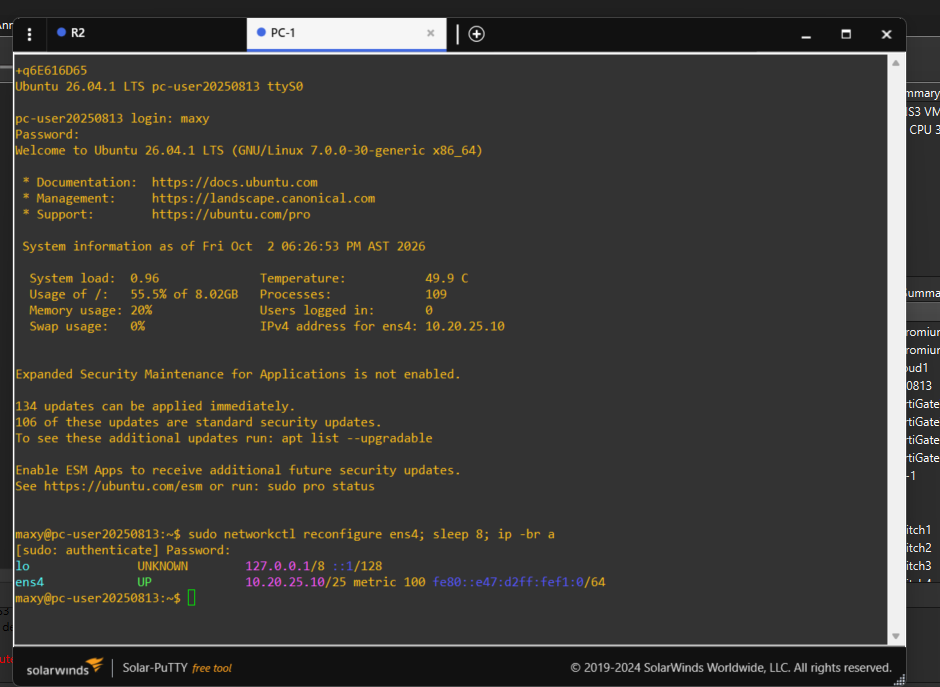 R2
PC-1
+q6E616D65
Ubuntu 26.04.1 LTS pc-user20250813 ttyS0
pc-user20250813 login: maxy
Password:
Welcome to Ubuntu 26.04.1 LTS (GNU/Linux 7.0.0-30-generic x86_64)
* Documentation:  https://docs.ubuntu.com
* Management:     https://landscape.canonical.com
* Support:        https://ubuntu.com/pro
System information as of Fri Oct  2 06:26:53 PM AST 2026
System load:  0.96              Temperature:           49.9 C
Usage of /:   55.5% of 8.02GB   Processes:             109
Memory usage: 20%               Users logged in:       0
Swap usage:   0%                IPv4 address for ens4: 10.20.25.10
Expanded Security Maintenance for Applications is not enabled.
134 updates can be applied immediately.
106 of these updates are standard security updates.
To see these additional updates run: apt list --upgradable
Enable ESM Apps to receive additional future security updates.
See https://ubuntu.com/esm or run: sudo pro status
maxy@pc-user20250813:~$ sudo networkctl reconfigure ens4; sleep 8; ip -br a
[sudo: authenticate] Password:
lo               UNKNOWN        127.0.0.1/8 ::1/128
ens4             UP             10.20.25.10/25 metric 100 fe80::e47:d2ff:fef1:0/64
maxy@pc-user20250813:~$
solarwinds
Solar-PuTTY free tool
© 2019-2024 SolarWinds Worldwide, LLC. All rights reserved.
mmary
S3 VM
CPU 3
umma
romiun
romiun
oud1
0813
rtiGate
rtiGate
rtiGate
rtiGate
-1
itch1
itch2
itch3